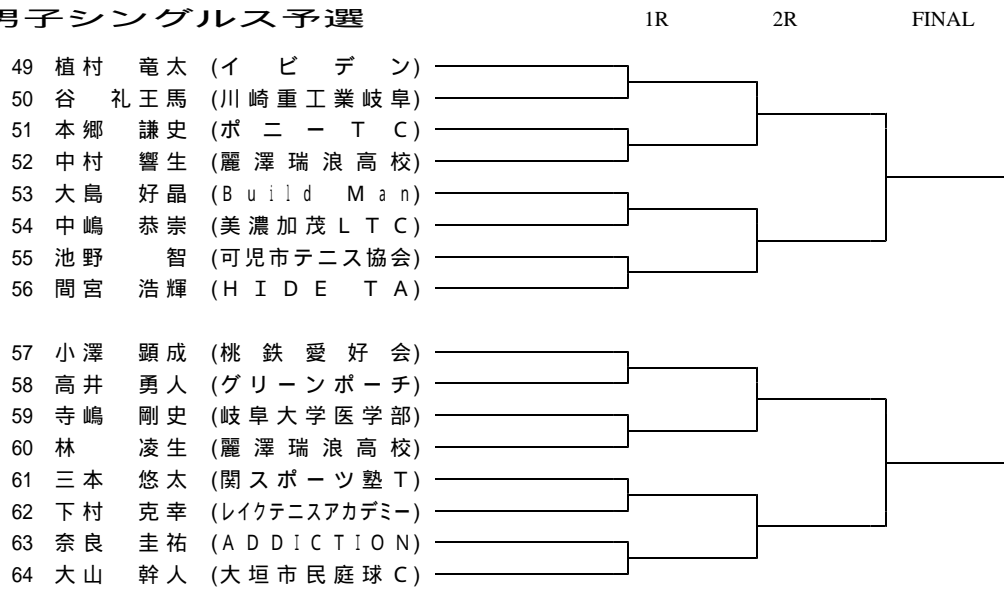 男子シングルス予選 1R 2R FINAL
49 植村 竜太 (イビデン)
50 谷 礼王馬 (川崎重工業岐阜)
51 本郷 謙史 (ポニーTC)
52 中村 響生 (麗澤瑞浪高校)
53 大島 好晶 (Build Man)
54 中嶋 恭崇 (美濃加茂LTC)
55 池野 智 (可児市テニス協会)
56 間宮 浩輝 (HIDE TA)
57 小澤 顕成 (桃鉄愛好会)
58 高井 勇人 (グリーンポーチ)
59 寺嶋 剛史 (岐阜大学医学部)
60 林 凌生 (麗澤瑞浪高校)
61 三本 悠太 (関スポーツ塾T)
62 下村 克幸 (レイクテニスアカデミー)
63 奈良 圭祐 (ADDICTION)
64 大山 幹人 (大垣市民庭球C)